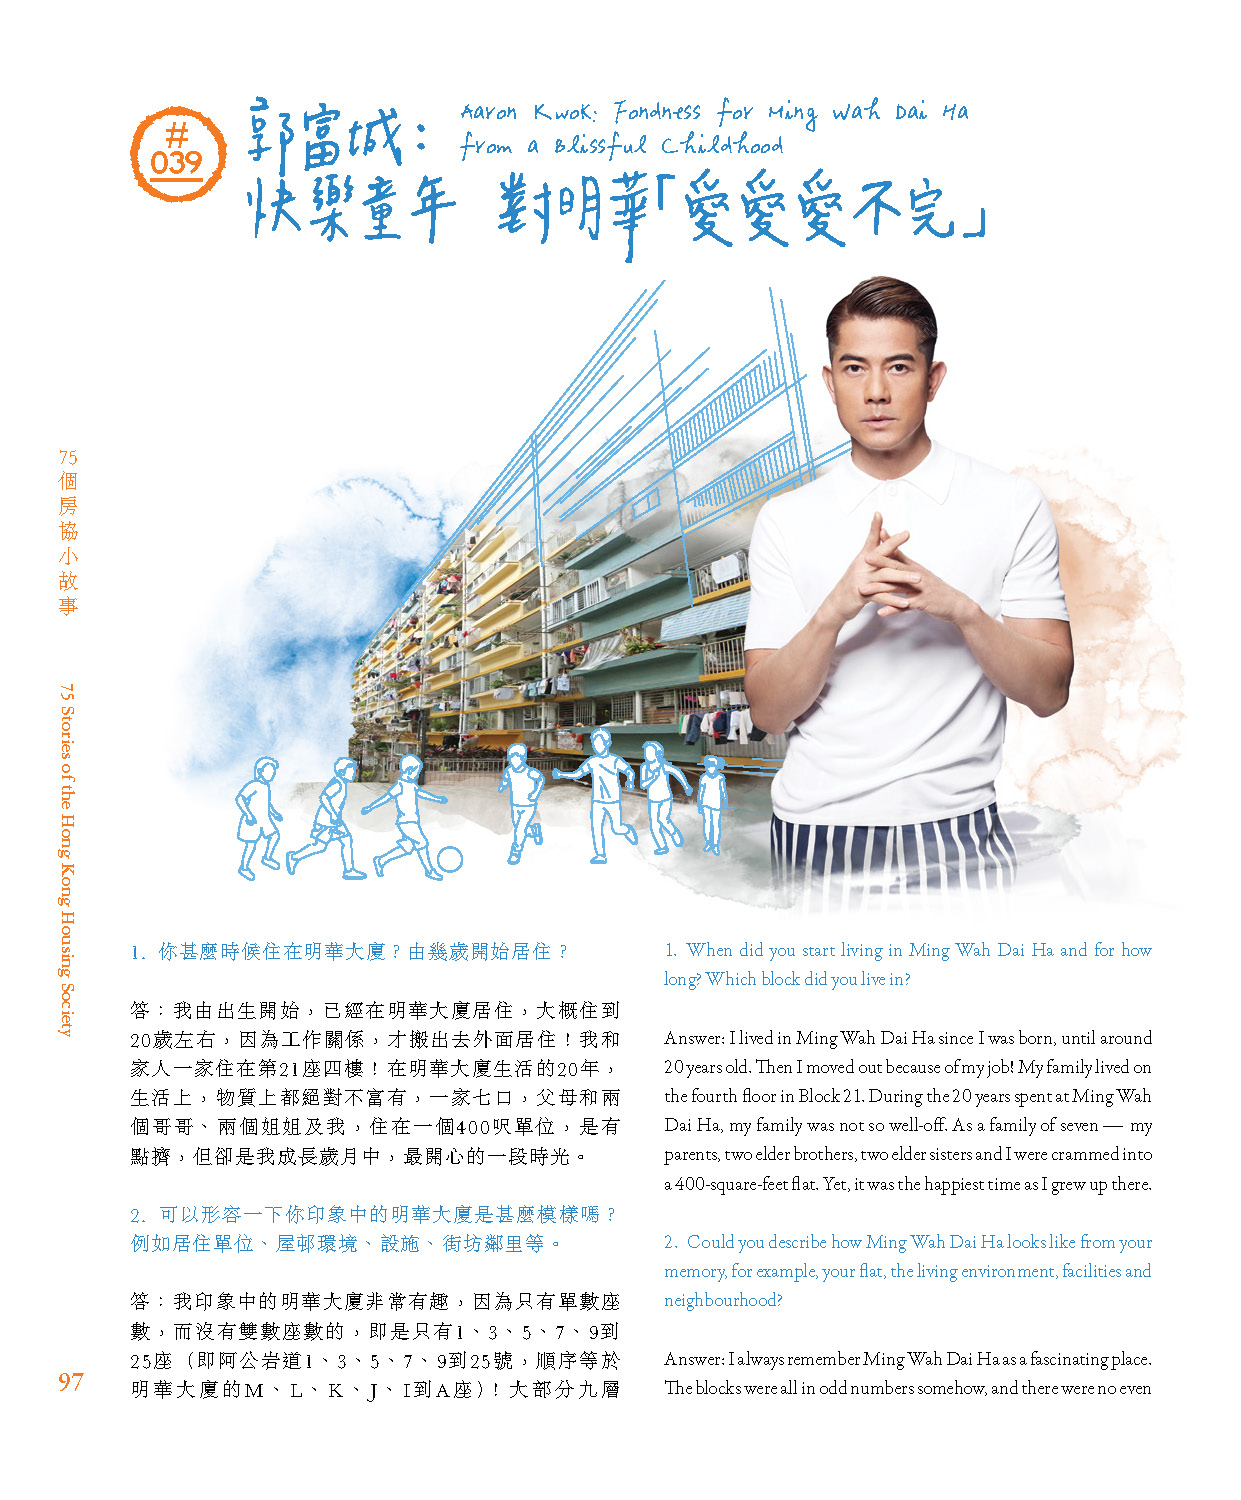 #
039
郭富城：
Aaron Kwok: Fondness for Ming Wah Dai Ha
from a Blissful Childhood
快樂童年 對明華「愛愛愛不完」
75個房協小故事
75 Stories of the Hong Kong Housing Society
1. 你甚麼時候住在明華大廈？由幾歲開始居住？
答：我由出生開始，已經在明華大廈居住，大概住到
20歲左右，因為工作關係，才搬出去外面居住！我和
家人一家住在第21座四樓！在明華大廈生活的20年，
生活上，物質上都絕對不富有，一家七口，父母和兩
個哥哥、兩個姐姐及我，住在一個400呎單位，是有
點擠，但卻是我成長歲月中，最開心的一段時光。
2. 可以形容一下你印象中的明華大廈是甚麼模樣嗎？
例如居住單位、屋邨環境、設施、街坊鄰里等。
答：我印象中的明華大廈非常有趣，因為只有單數座
數，而沒有雙數座數的，即是只有1、3、5、7、9到
25座（即阿公岩道1、3、5、7、9到25號，順序等於
明華大廈的M、L、K、J、I到A座）！大部分九層
1. When did you start living in Ming Wah Dai Ha and for how
long? Which block did you live in?
Answer: I lived in Ming Wah Dai Ha since I was born, until around
20 years old. Then I moved out because of my job! My family lived on
the fourth floor in Block 21. During the 20 years spent at Ming Wah
Dai Ha, my family was not so well-off. As a family of seven — my
parents, two elder brothers, two elder sisters and I were crammed into
a 400-square-feet flat. Yet, it was the happiest time as I grew up there.
2. Could you describe how Ming Wah Dai Ha looks like from your
memory, for example, your flat, the living environment, facilities and
neighbourhood?
Answer: I always remember Ming Wah Dai Ha as a fascinating place.
The blocks were all in odd numbers somehow, and there were no even
97